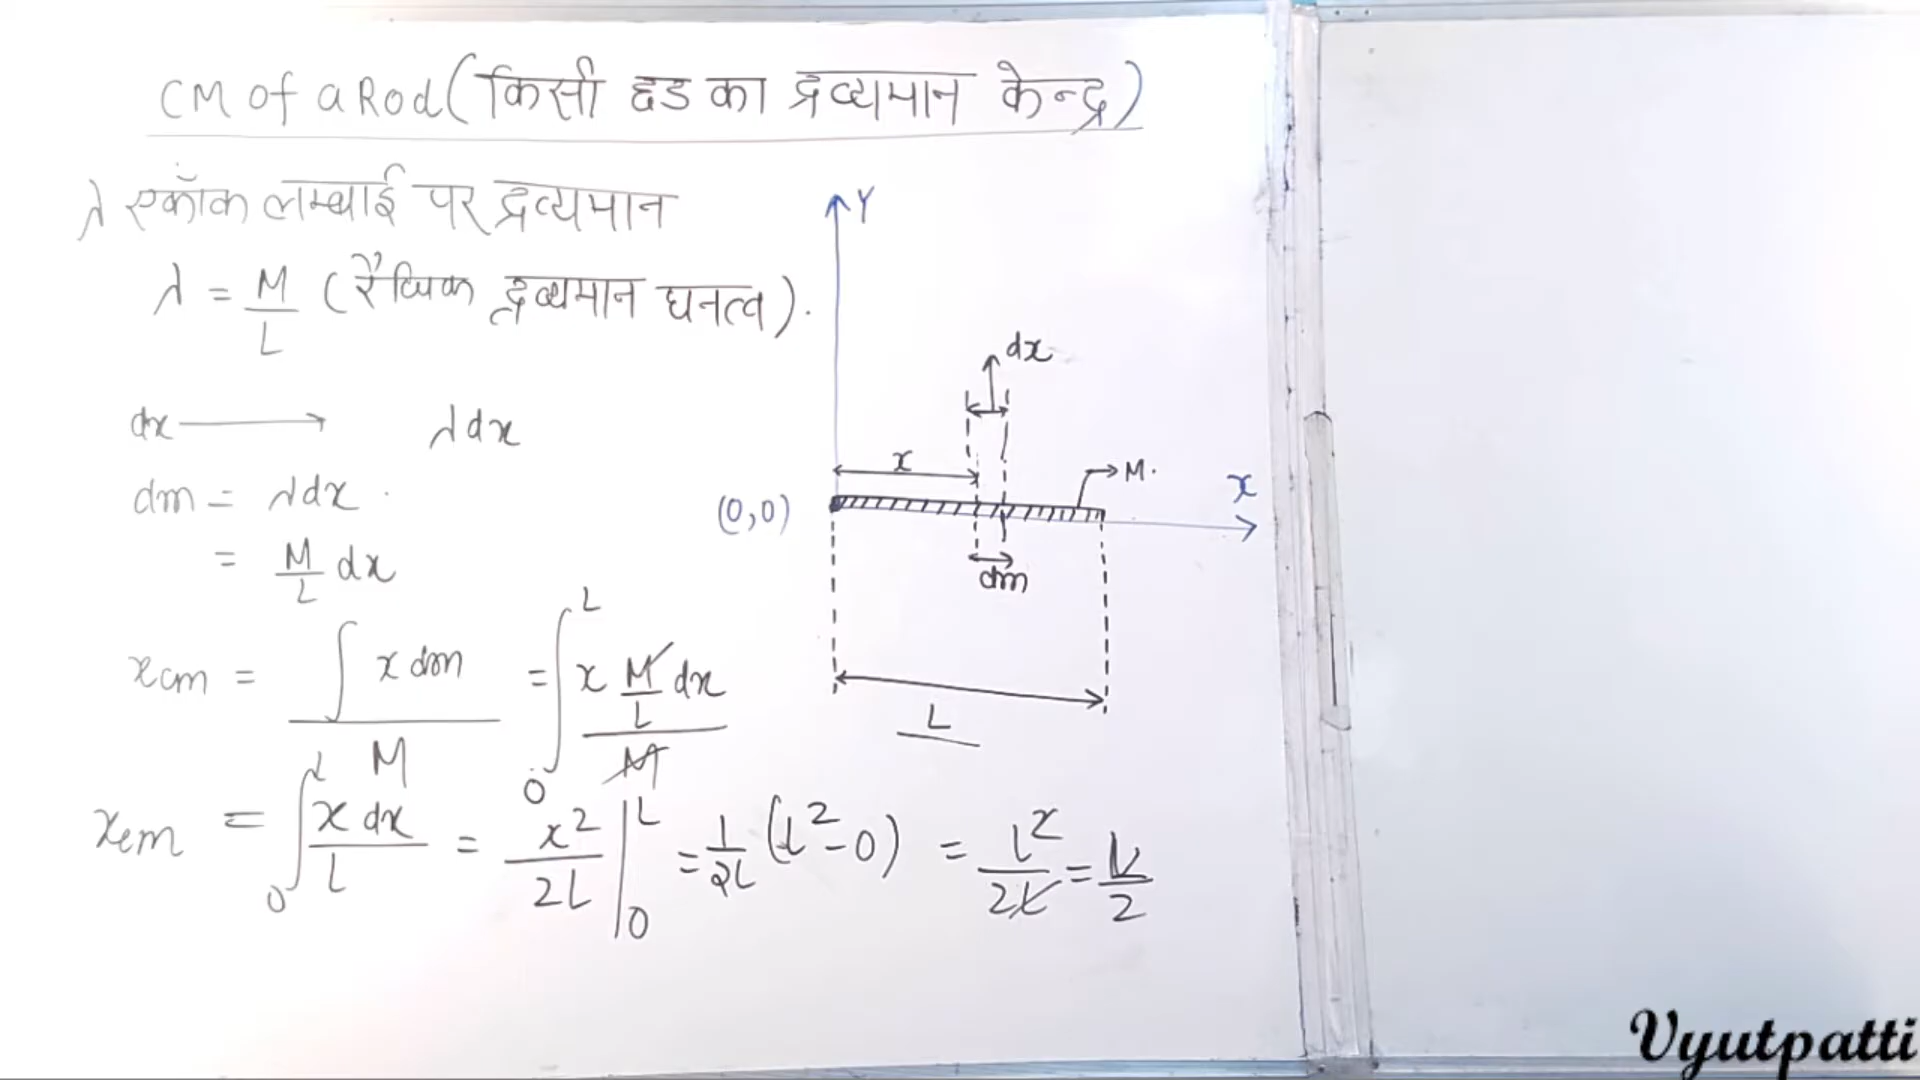 CM of a Rod (किसी छड का द्रव्यमान केन्द्र)
λ एकाँक लम्बाई पर द्रव्यमान
λ = M/L (रैखिक द्रव्यमान घनत्व).
dx ⟶ λdx
dm = λdx
= M/L dx
xcm = ∫ x dm / M = ∫₀ᴸ x M/L dx / M
xcm = ∫₀ᴸ x dx / L = x²/2L |₀ᴸ = 1/2L (L²-0) = L²/2L = L/2
Y
dx
x
M.
x
(0,0)
dm
L
Vyutpatti